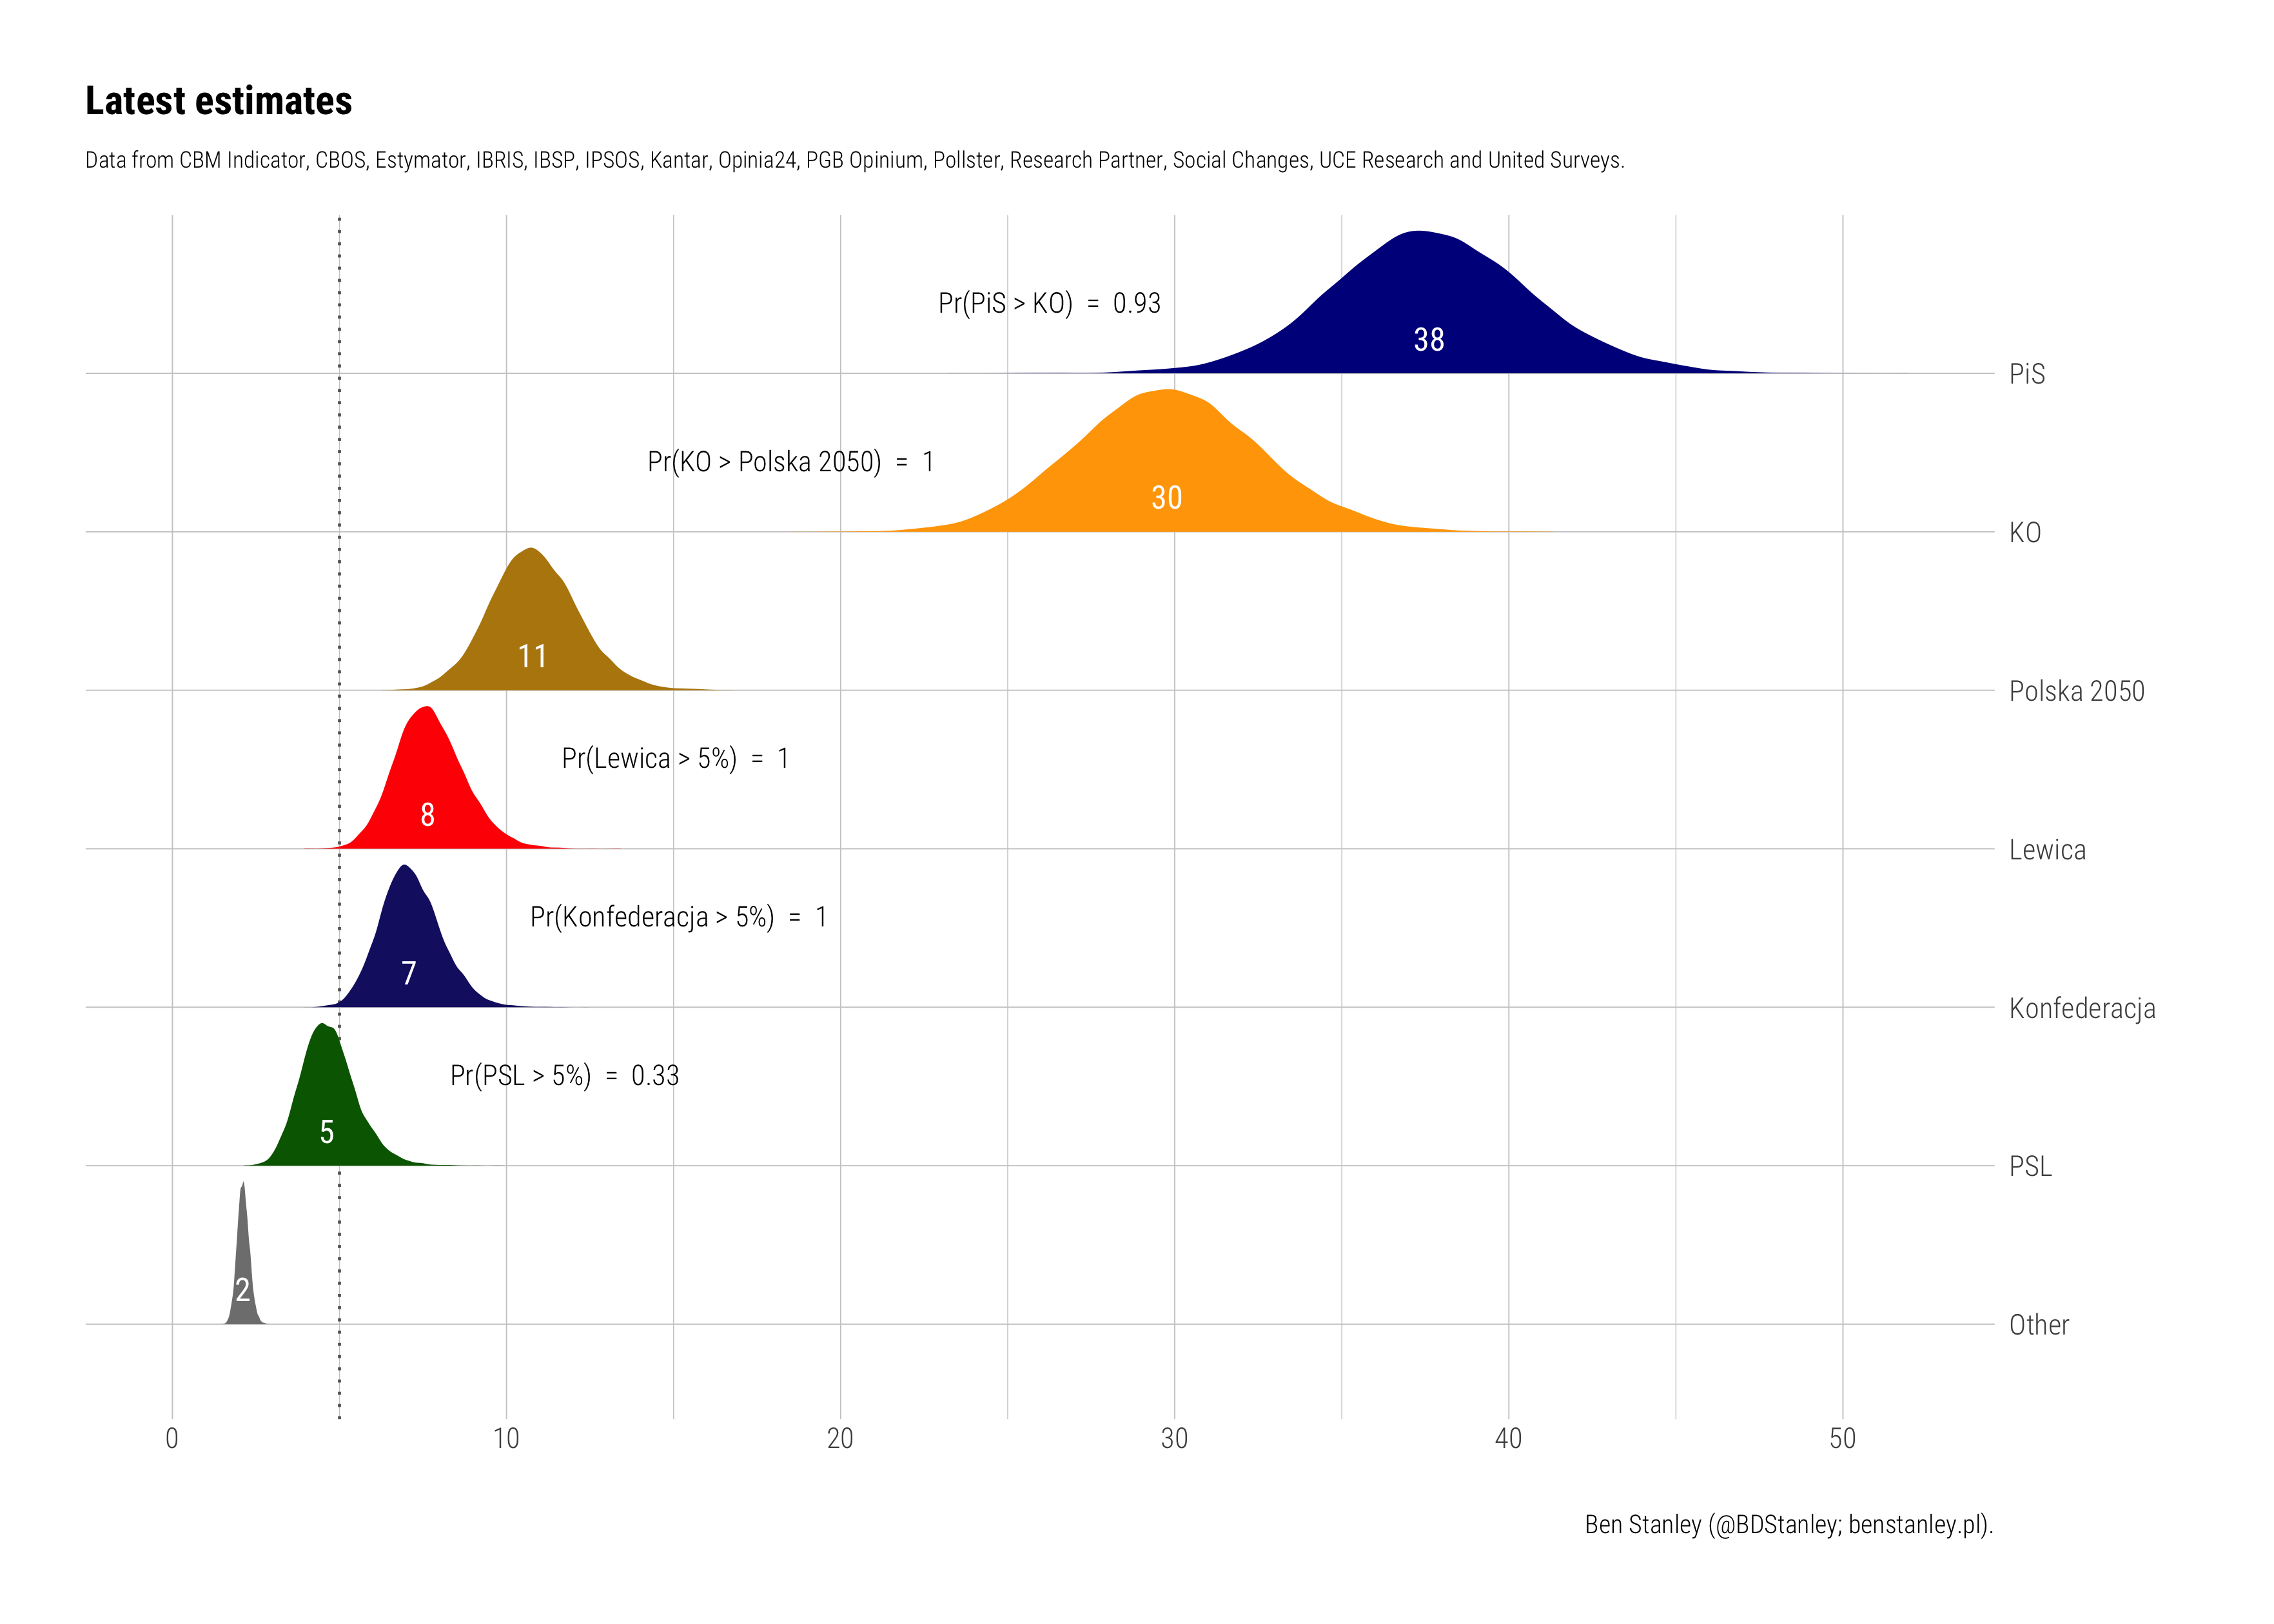 Latest estimates
Data from CBM Indicator, CBOS, Estymator, IBRIS, IBSP, IPSOS, Kantar, Opinia24, PGB Opinium, Pollster, Research Partner, Social Changes, UCE Research and United Surveys.
Pr(PiS > KO) = 0.93
38
PiS
Pr(KO > Polska 2050) = 1
30
KO
11
Polska 2050
Pr(Lewica > 5%) = 1
8
Lewica
Pr(Konfederacja > 5%) = 1
7
Konfederacja
Pr(PSL > 5%) = 0.33
5
PSL
2
Other
0 10 20 30 40 50
Ben Stanley (@BDStanley; benstanley.pl).